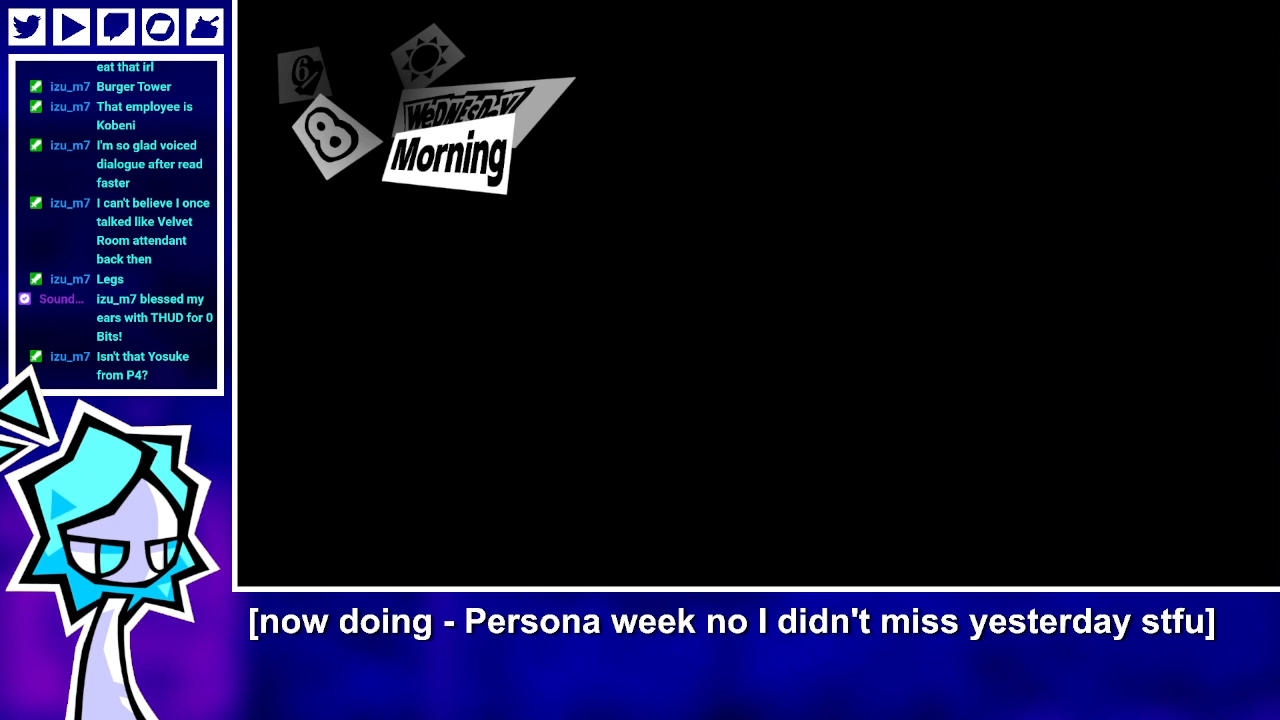 eat that irl
izu_m7 Burger Tower
izu_m7 That employee is
Kobeni
izu_m7 I'm so glad voiced
dialogue after read
faster
izu_m7 I can't believe I once
talked like Velvet
Room attendant
back then
izu_m7 Legs
Sound... izu_m7 blessed my
ears with THUD for 0
Bits!
izu_m7 Isn't that Yosuke
from P4?
6/
8
WeDNeSDaY
Morning
[now doing - Persona week no I didn't miss yesterday stfu]